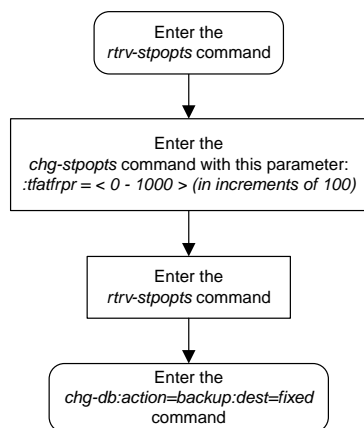 Enter the
rtrv-stpopts command
Enter the
chg-stpopts command with this parameter:
:tfatfrpr = < 0 - 1000 > (in increments of 100)
Enter the
rtrv-stpopts command
Enter the
chg-db:action=backup:dest=fixed
command